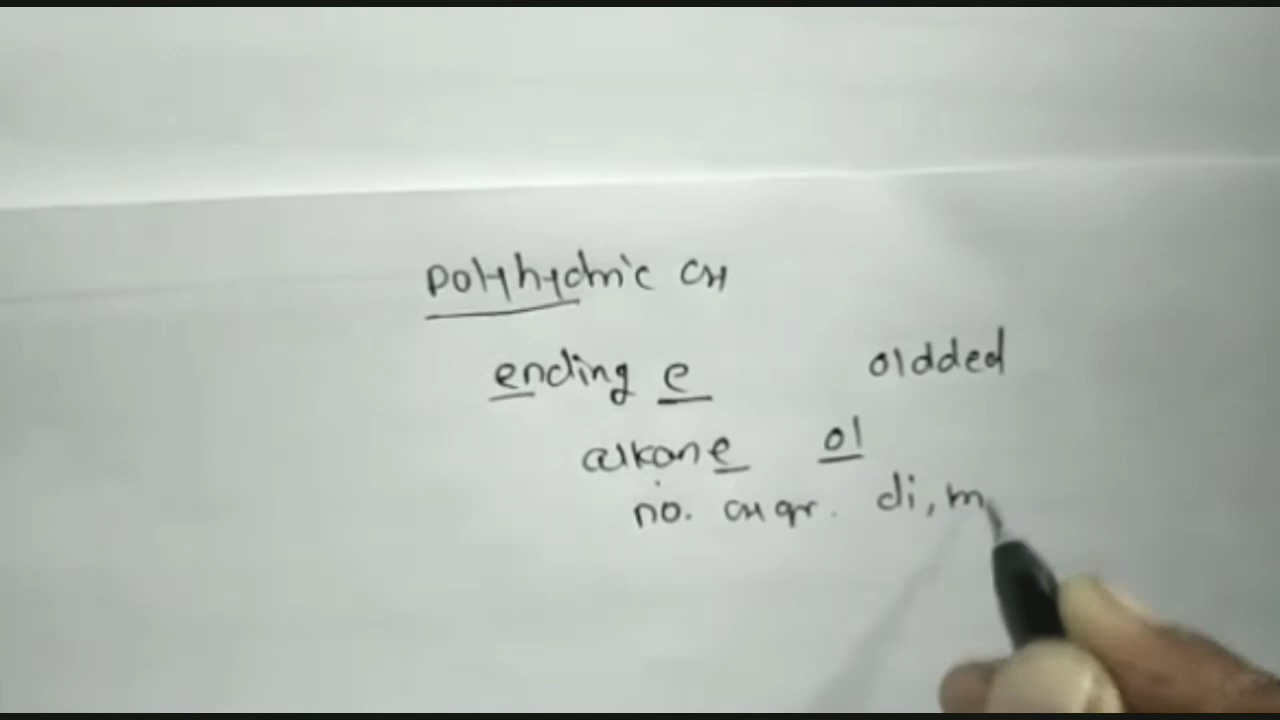 polyhydric OH
ending e oldded
alkane ol
no. OH gr. di, m